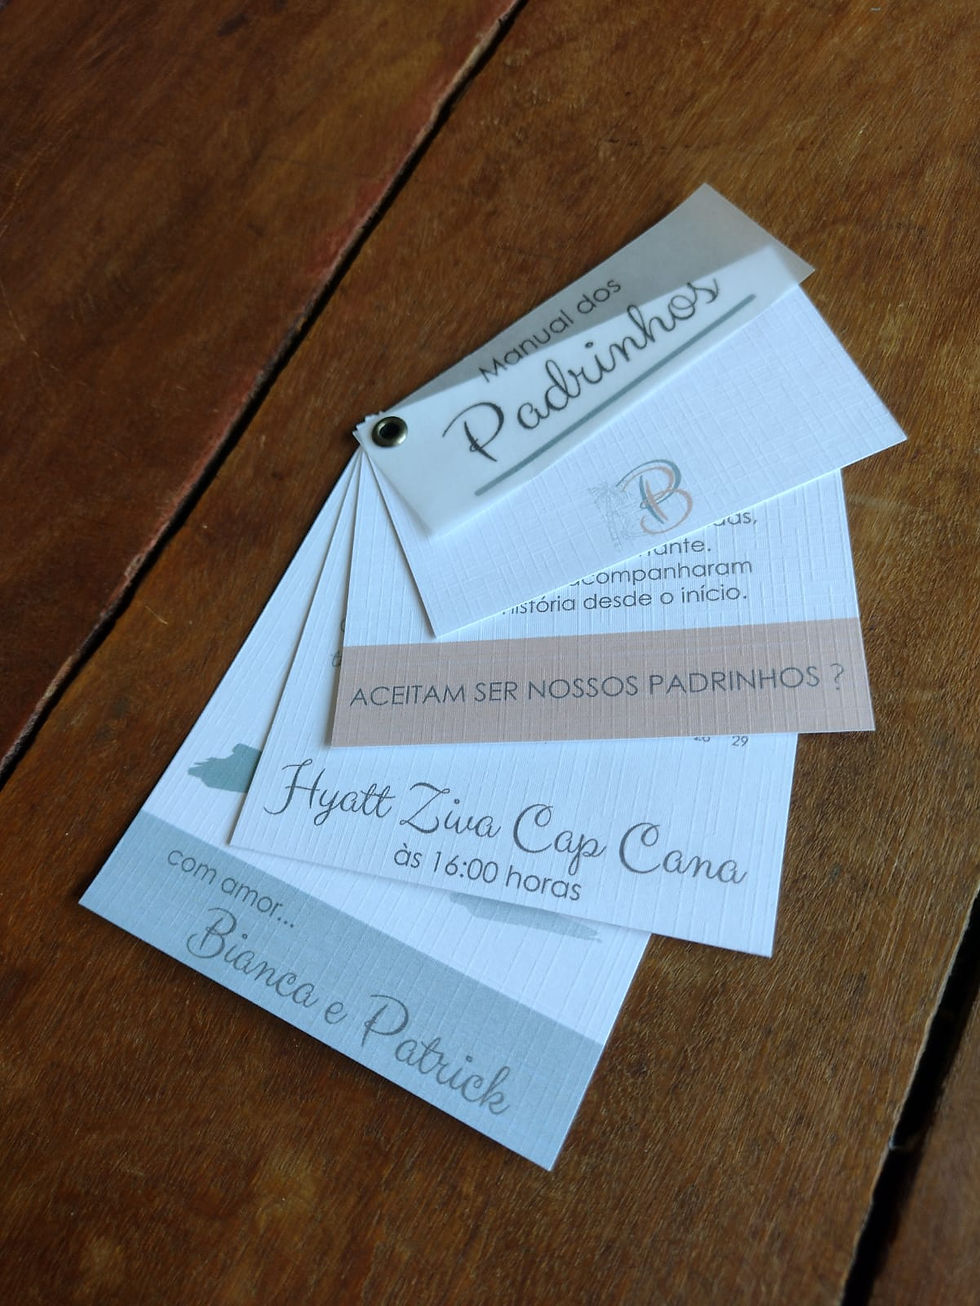 Manual dos
Padrinhos
B
acompanharam
história desde o início.
ACEITAM SER NOSSOS PADRINHOS ?
29
Hyatt Ziva Cap Cana
às 16:00 horas
com amor...
Bianca e Patrick